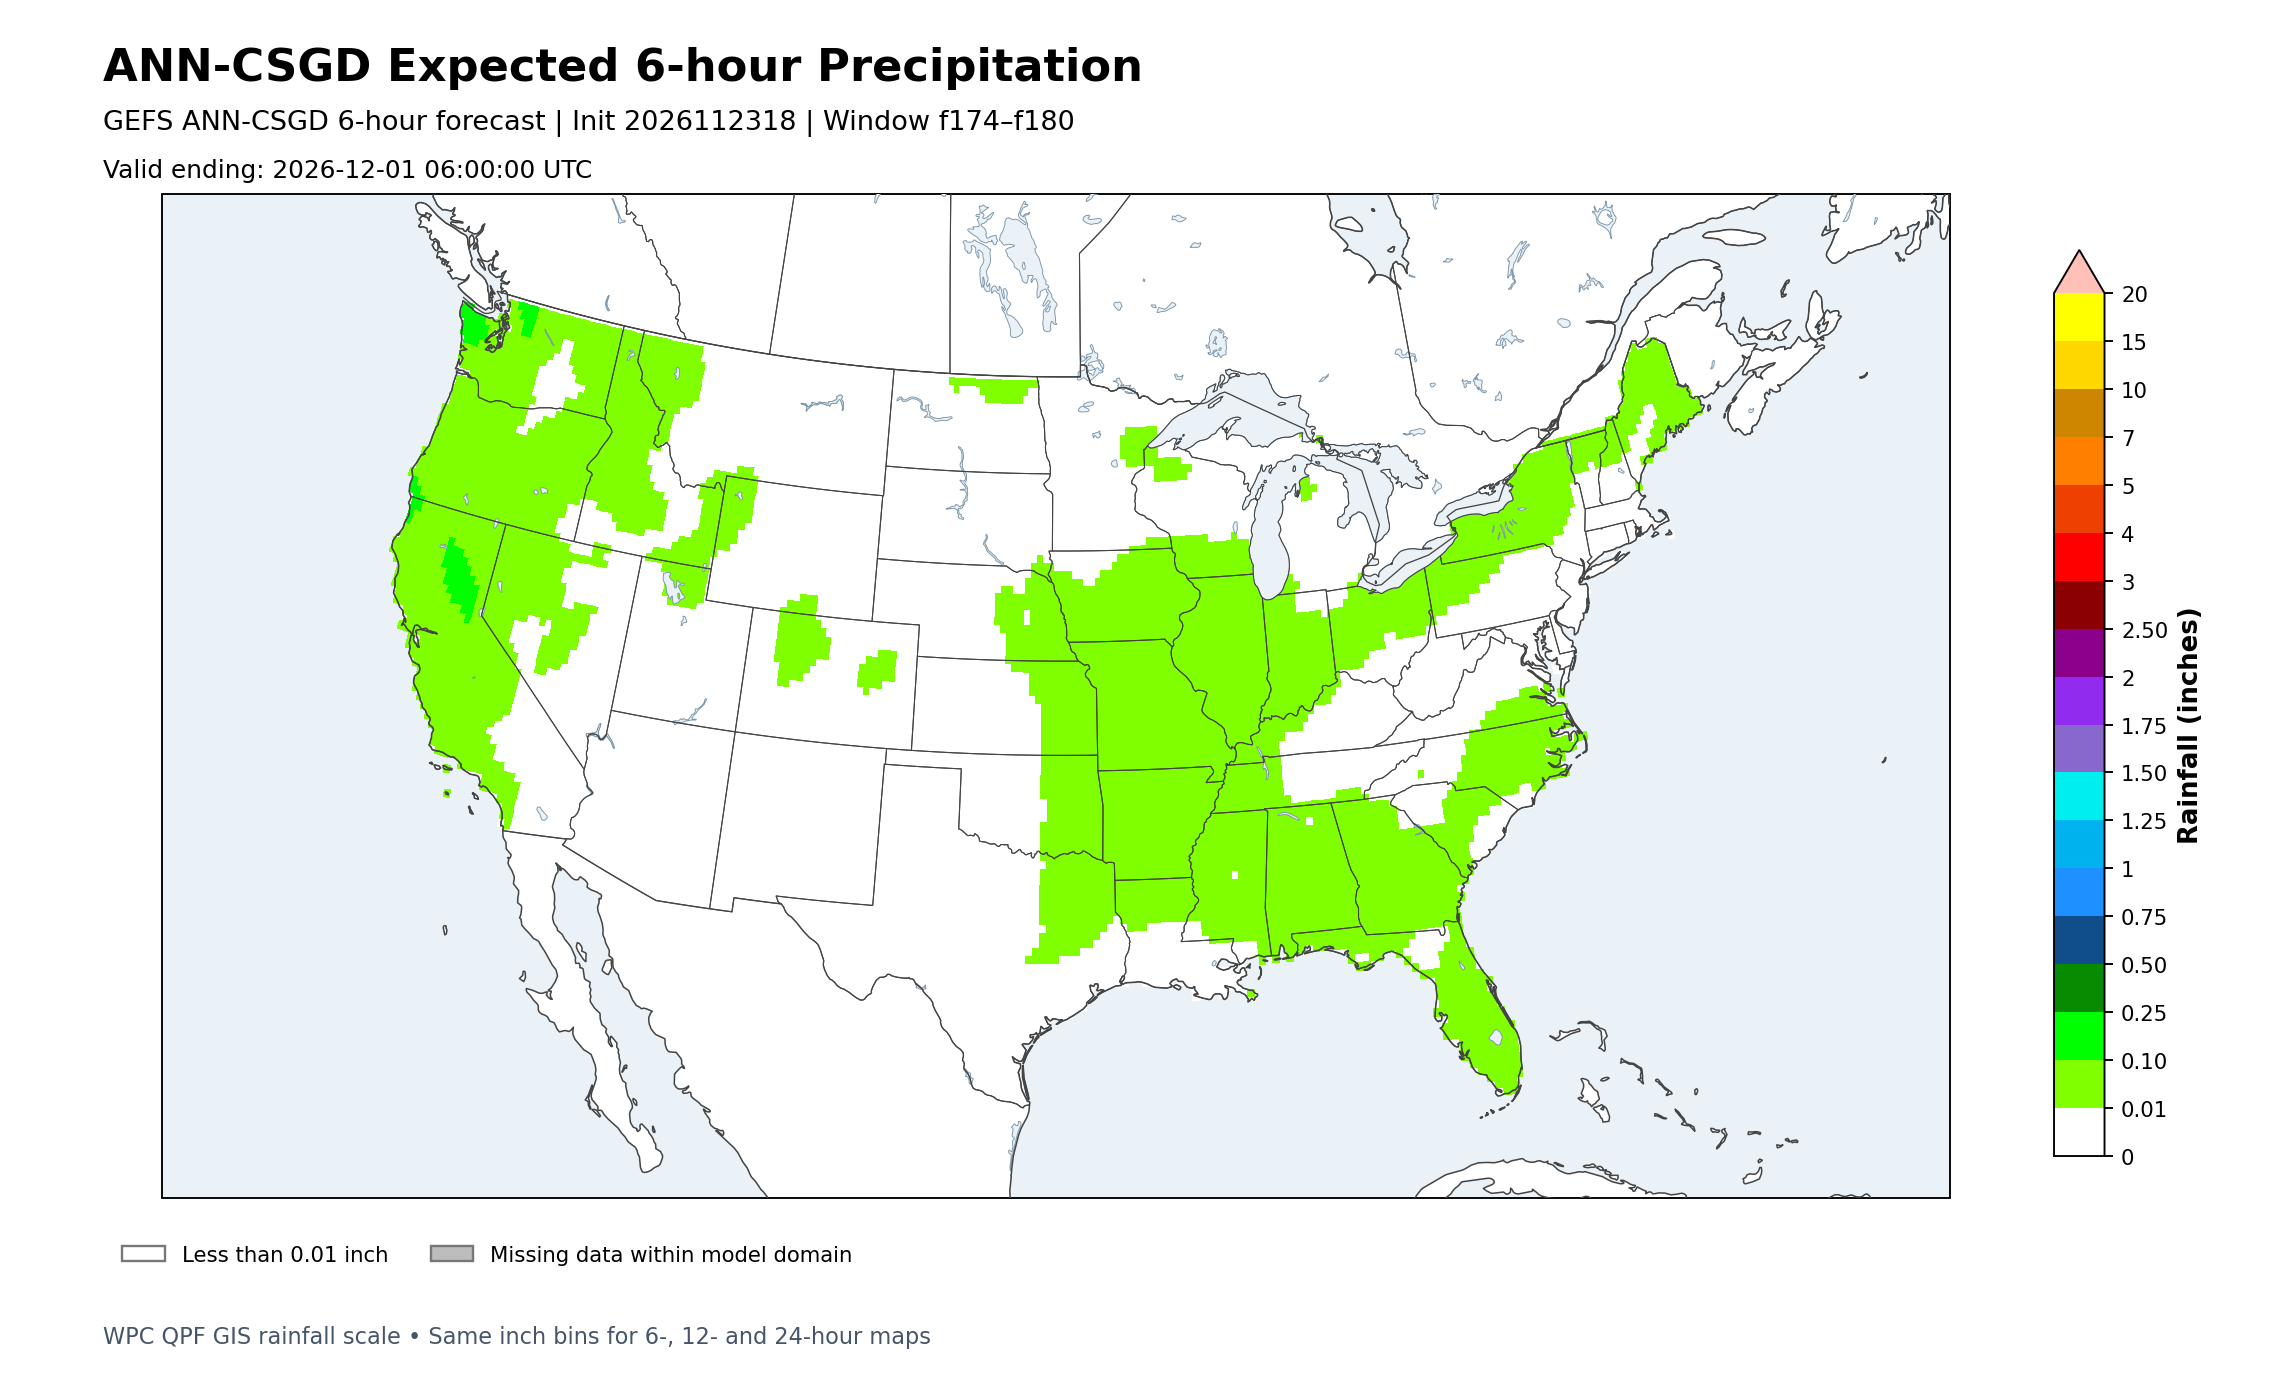 ANN-CSGD Expected 6-hour Precipitation
GEFS ANN-CSGD 6-hour forecast | Init 2026112318 | Window f174–f180
Valid ending: 2026-12-01 06:00:00 UTC
20
15
10
7
5
4
3
2.50
2
1.75
1.50
1.25
1
0.75
0.50
0.25
0.10
0.01
0
Rainfall (inches)
Less than 0.01 inch
Missing data within model domain
WPC QPF GIS rainfall scale • Same inch bins for 6-, 12- and 24-hour maps